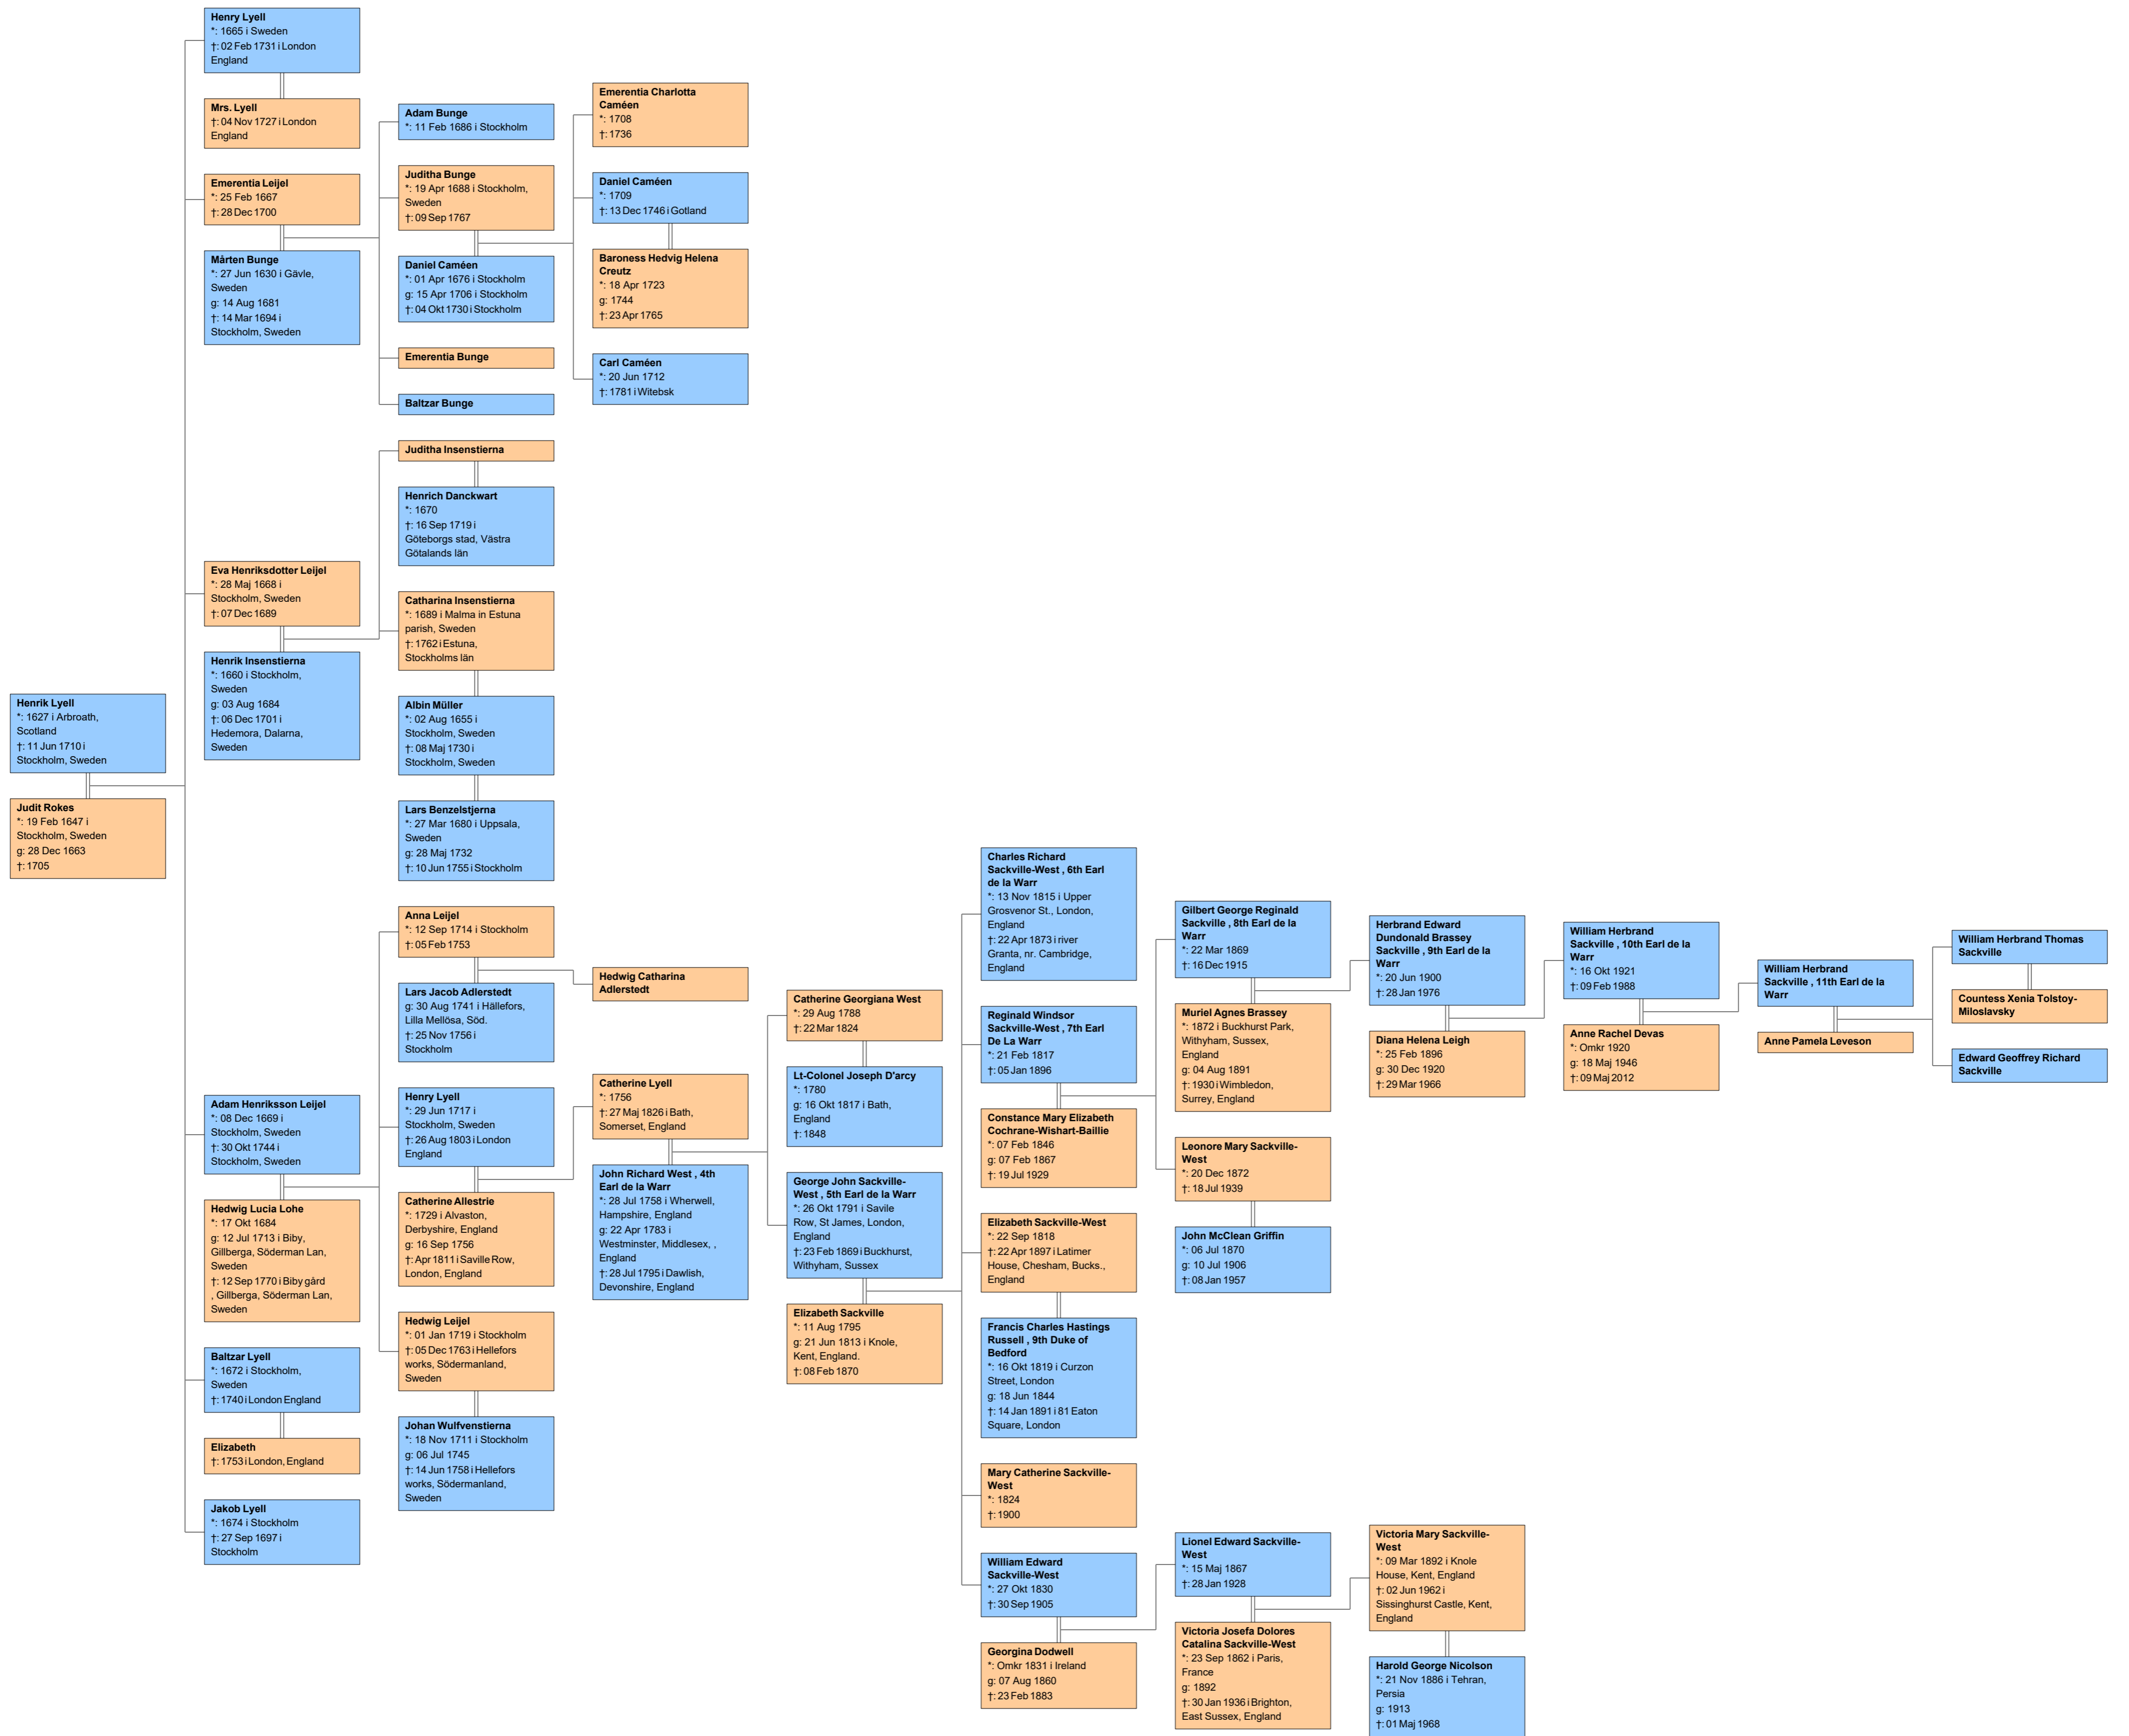 Henrik Lyell
*: 1627 i Arbroath,
Scotland
†: 11 Jun 1710 i
Stockholm, Sweden
Judit Rokes
*: 19 Feb 1647 i
Stockholm, Sweden
g: 28 Dec 1663
†: 1705
Henry Lyell
*: 1665 i Sweden
†: 02 Feb 1731 i London
England
Mrs. Lyell
†: 04 Nov 1727 i London
England
Emerentia Leijel
*: 25 Feb 1667
†: 28 Dec 1700
Mårten Bunge
*: 27 Jun 1630 i Gävle,
Sweden
g: 14 Aug 1681
†: 14 Mar 1694 i
Stockholm, Sweden
Eva Henriksdotter Leijel
*: 28 Maj 1668 i
Stockholm, Sweden
†: 07 Dec 1689
Henrik Insenstierna
*: 1660 i Stockholm,
Sweden
g: 03 Aug 1684
†: 06 Dec 1701 i
Hedemora, Dalarna,
Sweden
Adam Henriksson Leijel
*: 08 Dec 1669 i
Stockholm, Sweden
†: 30 Okt 1744 i
Stockholm, Sweden
Hedwig Lucia Lohe
*: 17 Okt 1684
g: 12 Jul 1713 i Biby,
Gillberga, Söderman Lan,
Sweden
†: 12 Sep 1770 i Biby gård
, Gillberga, Söderman Lan,
Sweden
Baltzar Lyell
*: 1672 i Stockholm,
Sweden
†: 1740 i London England
Elizabeth
†: 1753 i London, England
Jakob Lyell
*: 1674 i Stockholm
†: 27 Sep 1697 i
Stockholm
Adam Bunge
*: 11 Feb 1686 i Stockholm
Juditha Bunge
*: 19 Apr 1688 i Stockholm,
Sweden
†: 09 Sep 1767
Daniel Caméen
*: 01 Apr 1676 i Stockholm
g: 15 Apr 1706 i Stockholm
†: 04 Okt 1730 i Stockholm
Emerentia Bunge
Baltzar Bunge
Juditha Insenstierna
Henrich Danckwart
*: 1670
†: 16 Sep 1719 i
Göteborgs stad, Västra
Götalands län
Catharina Insenstierna
*: 1689 i Malma in Estuna
parish, Sweden
†: 1762 i Estuna,
Stockholms län
Albin Müller
*: 02 Aug 1655 i
Stockholm, Sweden
†: 08 Maj 1730 i
Stockholm, Sweden
Lars Benzelstjerna
*: 27 Mar 1680 i Uppsala,
Sweden
g: 28 Maj 1732
†: 10 Jun 1755 i Stockholm
Anna Leijel
*: 12 Sep 1714 i Stockholm
†: 05 Feb 1753
Lars Jacob Adlerstedt
g: 30 Aug 1741 i Hällefors,
Lilla Mellösa, Söd.
†: 25 Nov 1756 i
Stockholm
Henry Lyell
*: 29 Jun 1717 i
Stockholm, Sweden
†: 26 Aug 1803 i London
England
Catherine Allestrie
*: 1729 i Alvaston,
Derbyshire, England
g: 16 Sep 1756
†: Apr 1811 i Saville Row,
London, England
Hedwig Leijel
*: 01 Jan 1719 i Stockholm
†: 05 Dec 1763 i Hellefors
works, Södermanland,
Sweden
Johan Wulfvenstierna
*: 18 Nov 1711 i Stockholm
g: 06 Jul 1745
†: 14 Jun 1758 i Hellefors
works, Södermanland,
Sweden
Emerentia Charlotta
Caméen
*: 1708
†: 1736
Daniel Caméen
*: 1709
†: 13 Dec 1746 i Gotland
Baroness Hedvig Helena
Creutz
*: 18 Apr 1723
g: 1744
†: 23 Apr 1765
Carl Caméen
*: 20 Jun 1712
†: 1781 i Witebsk
Hedwig Catharina
Adlerstedt
Catherine Lyell
*: 1756
†: 27 Maj 1826 i Bath,
Somerset, England
John Richard West , 4th
Earl de la Warr
*: 28 Jul 1758 i Wherwell,
Hampshire, England
g: 22 Apr 1783 i
Westminster, Middlesex, ,
England
†: 28 Jul 1795 i Dawlish,
Devonshire, England
Catherine Georgiana West
*: 29 Aug 1788
†: 22 Mar 1824
Lt-Colonel Joseph D'arcy
*: 1780
g: 16 Okt 1817 i Bath,
England
†: 1848
George John Sackville-
West , 5th Earl de la Warr
*: 26 Okt 1791 i Savile
Row, St James, London,
England
†: 23 Feb 1869 i Buckhurst,
Withyham, Sussex
Elizabeth Sackville
*: 11 Aug 1795
g: 21 Jun 1813 i Knole,
Kent, England.
†: 08 Feb 1870
Charles Richard
Sackville-West , 6th Earl
de la Warr
*: 13 Nov 1815 i Upper
Grosvenor St., London,
England
†: 22 Apr 1873 i river
Granta, nr. Cambridge,
England
Reginald Windsor
Sackville-West , 7th Earl
De La Warr
*: 21 Feb 1817
†: 05 Jan 1896
Constance Mary Elizabeth
Cochrane-Wishart-Baillie
*: 07 Feb 1846
g: 07 Feb 1867
†: 19 Jul 1929
Elizabeth Sackville-West
*: 22 Sep 1818
†: 22 Apr 1897 i Latimer
House, Chesham, Bucks.,
England
Francis Charles Hastings
Russell , 9th Duke of
Bedford
*: 16 Okt 1819 i Curzon
Street, London
g: 18 Jun 1844
†: 14 Jan 1891 i 81 Eaton
Square, London
Mary Catherine Sackville-
West
*: 1824
†: 1900
William Edward
Sackville-West
*: 27 Okt 1830
†: 30 Sep 1905
Georgina Dodwell
*: Omkr 1831 i Ireland
g: 07 Aug 1860
†: 23 Feb 1883
Gilbert George Reginald
Sackville , 8th Earl de la
Warr
*: 22 Mar 1869
†: 16 Dec 1915
Muriel Agnes Brassey
*: 1872 i Buckhurst Park,
Withyham, Sussex,
England
g: 04 Aug 1891
†: 1930 i Wimbledon,
Surrey, England
Leonore Mary Sackville-
West
*: 20 Dec 1872
†: 18 Jul 1939
John McClean Griffin
*: 06 Jul 1870
g: 10 Jul 1906
†: 08 Jan 1957
Lionel Edward Sackville-
West
*: 15 Maj 1867
†: 28 Jan 1928
Victoria Josefa Dolores
Catalina Sackville-West
*: 23 Sep 1862 i Paris,
France
g: 1892
†: 30 Jan 1936 i Brighton,
East Sussex, England
Herbrand Edward
Dundonald Brassey
Sackville , 9th Earl de la
Warr
*: 20 Jun 1900
†: 28 Jan 1976
Diana Helena Leigh
*: 25 Feb 1896
g: 30 Dec 1920
†: 29 Mar 1966
Victoria Mary Sackville-
West
*: 09 Mar 1892 i Knole
House, Kent, England
†: 02 Jun 1962 i
Sissinghurst Castle, Kent,
England
Harold George Nicolson
*: 21 Nov 1886 i Tehran,
Persia
g: 1913
†: 01 Maj 1968
William Herbrand
Sackville , 10th Earl de la
Warr
*: 16 Okt 1921
†: 09 Feb 1988
Anne Rachel Devas
*: Omkr 1920
g: 18 Maj 1946
†: 09 Maj 2012
William Herbrand
Sackville , 11th Earl de la
Warr
Anne Pamela Leveson
William Herbrand Thomas
Sackville
Countess Xenia Tolstoy-
Miloslavsky
Edward Geoffrey Richard
Sackville